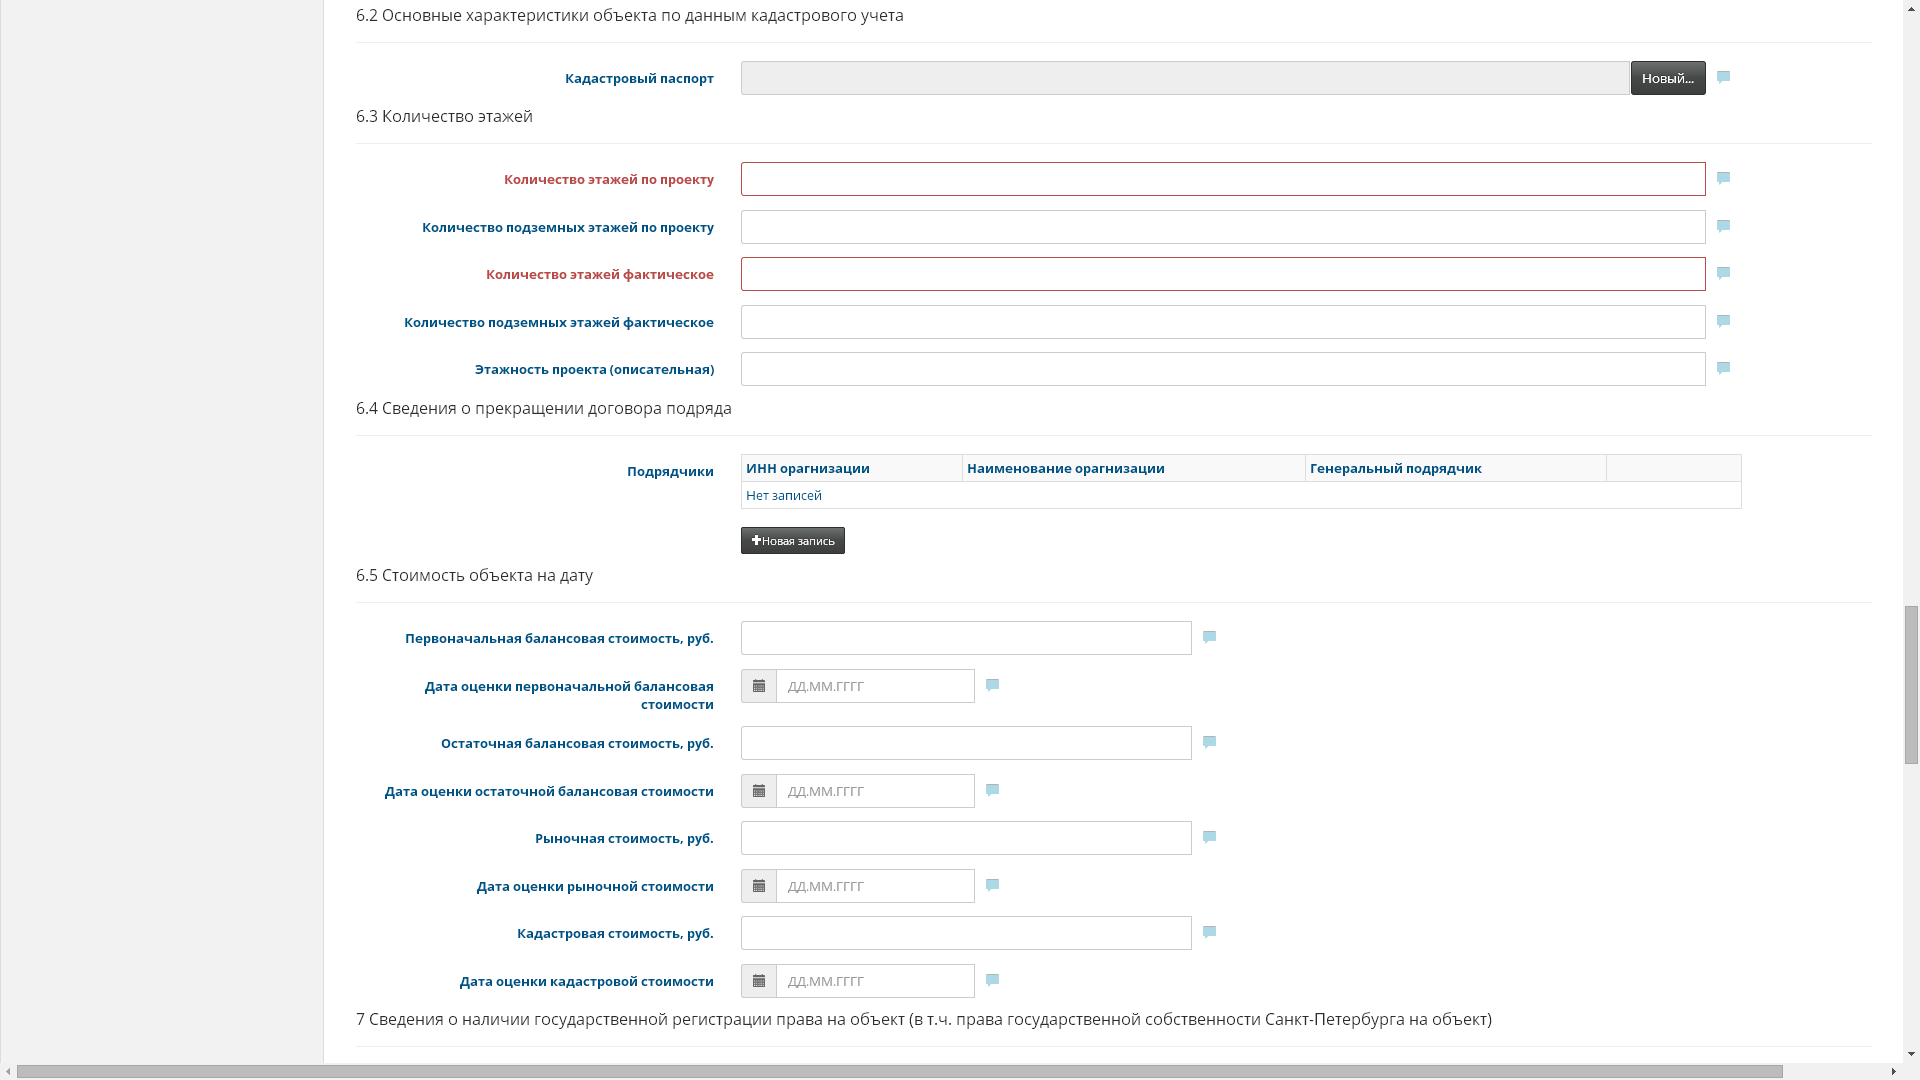 6.2 Основные характеристики объекта по данным кадастрового учета
Кадастровый паспорт
Новый...
6.3 Количество этажей
Количество этажей по проекту
Количество подземных этажей по проекту
Количество этажей фактическое
Количество подземных этажей фактическое
Этажность проекта (описательная)
6.4 Сведения о прекращении договора подряда
Подрядчики
ИНН орагнизации Наименование орагнизации Генеральный подрядчик
Нет записей
Новая запись
6.5 Стоимость объекта на дату
Первоначальная балансовая стоимость, руб.
Дата оценки первоначальной балансовая
стоимости
ДД.ММ.ГГГГ
Остаточная балансовая стоимость, руб.
Дата оценки остаточной балансовая стоимости
ДД.ММ.ГГГГ
Рыночная стоимость, руб.
Дата оценки рыночной стоимости
ДД.ММ.ГГГГ
Кадастровая стоимость, руб.
Дата оценки кадастровой стоимости
ДД.ММ.ГГГГ
7 Сведения о наличии государственной регистрации права на объект (в т.ч. права государственной собственности Санкт-Петербурга на объект)